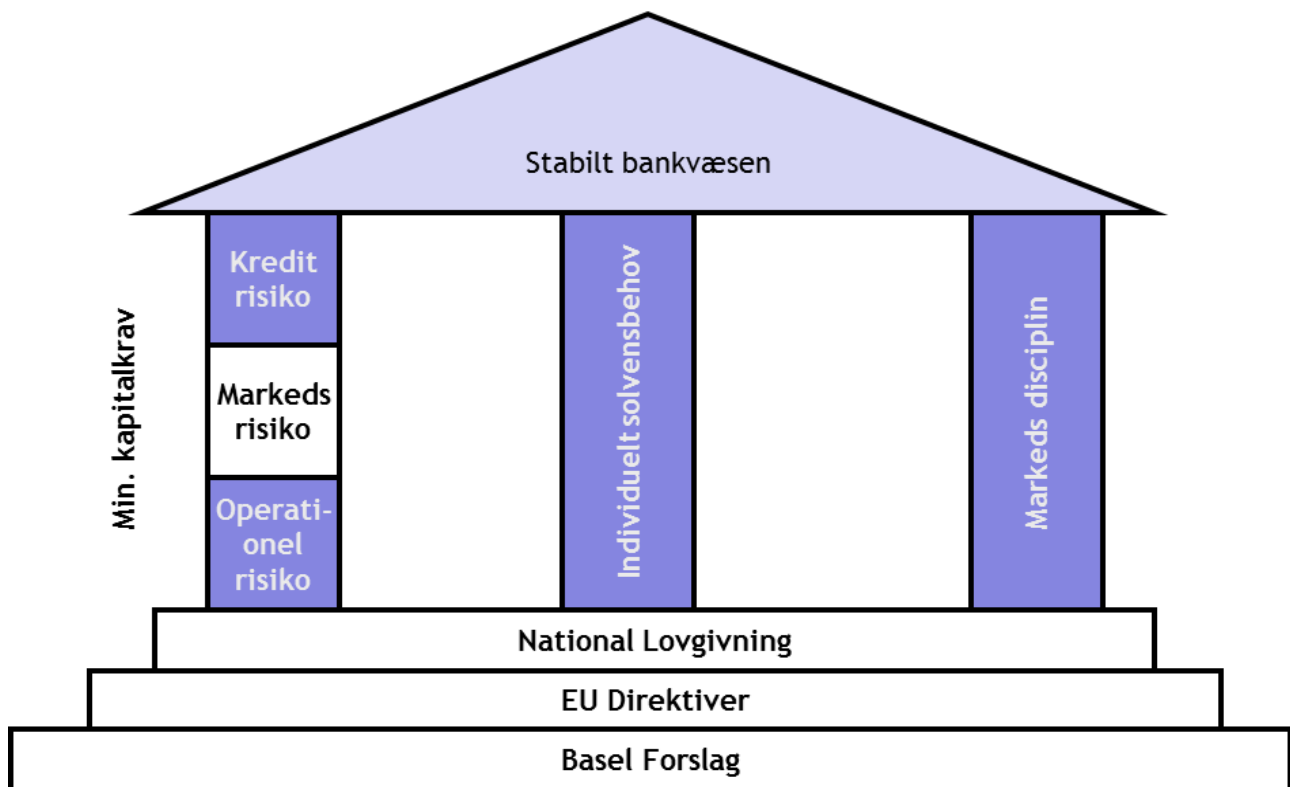 Stabilt bankvæsen
Min. kapitalkrav
Kredit
risiko
Markeds
risiko
Operati-
onel
risiko
Individuelt solvensbehov
Markeds disciplin
National Lovgivning
EU Direktiver
Basel Forslag